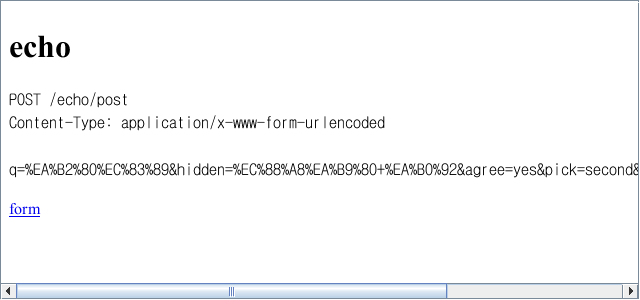 echo
POST /echo/post
Content-Type: application/x-www-form-urlencoded
q=%EA%B2%80%EC%83%89&hidden=%EC%88%A8%EA%B9%80+%EA%B0%92&agree=yes&pick=second&
form